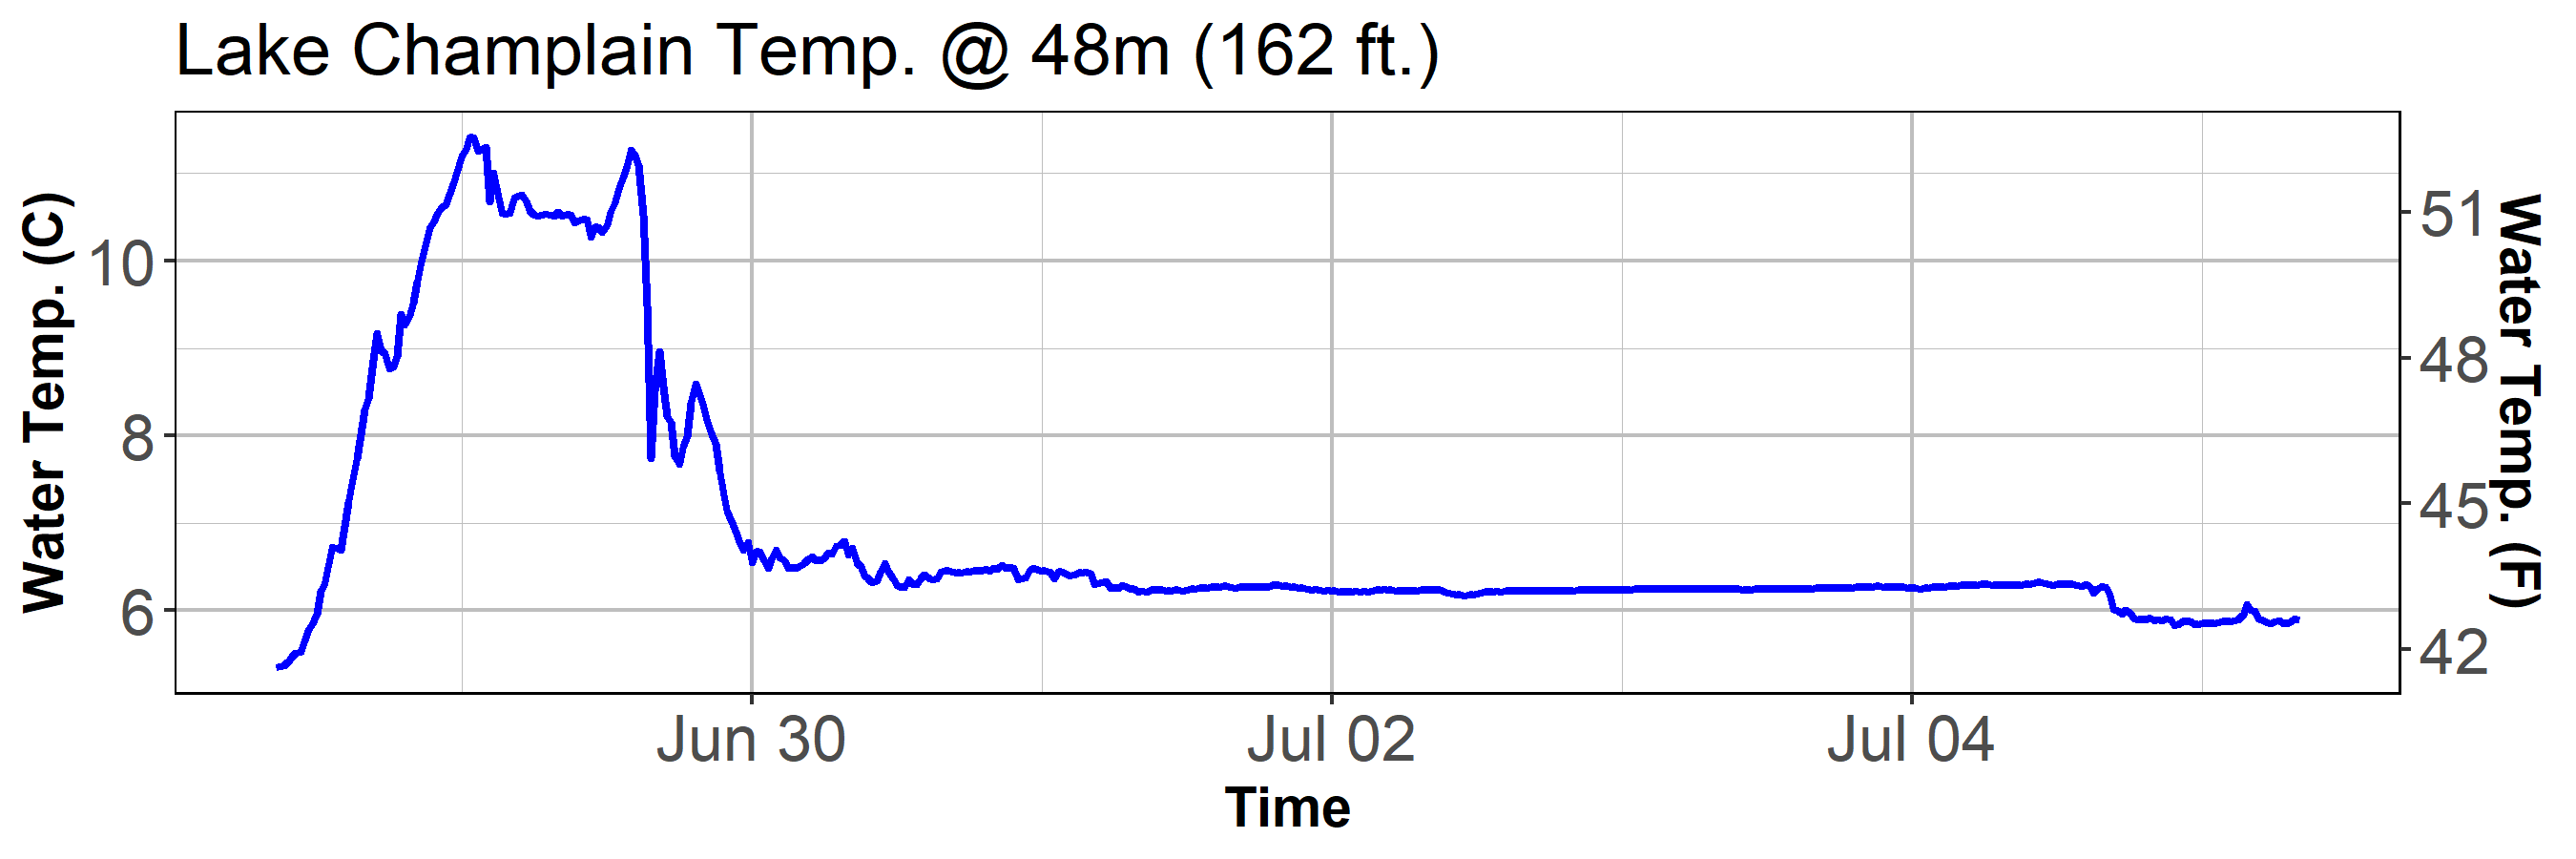 Lake Champlain Temp. @ 48m (162 ft.)
Water Temp. (C)
10
8
6
51
48
45
42
Water Temp. (F)
Jun 30
Jul 02
Jul 04
Time